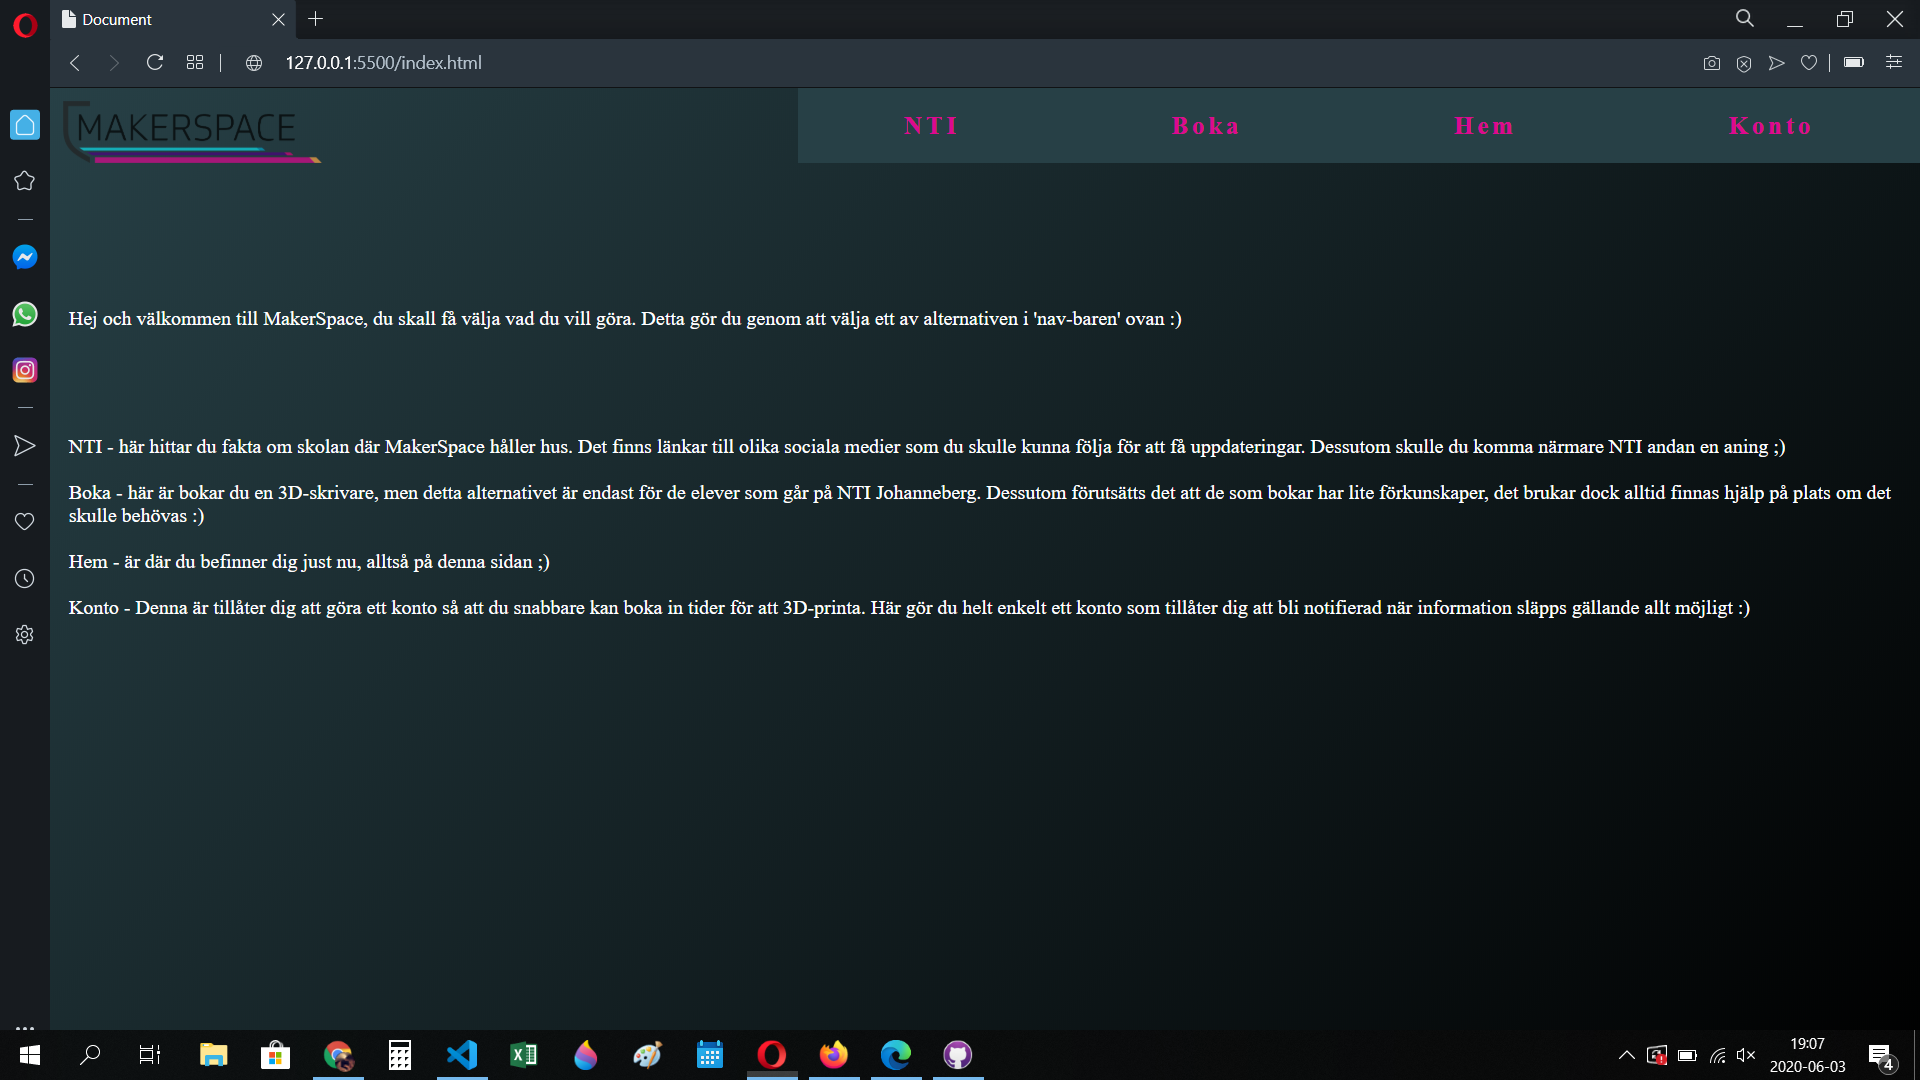 Document
127.0.0.1:5500/index.html
MAKERSPACE
NTI
Boka
Hem
Konto
Hej och välkommen till MakerSpace, du skall få välja vad du vill göra. Detta gör du genom att välja ett av alternativen i 'nav-baren' ovan :)
NTI - här hittar du fakta om skolan där MakerSpace håller hus. Det finns länkar till olika sociala medier som du skulle kunna följa för att få uppdateringar. Dessutom skulle du komma närmare NTI andan en aning ;)
Boka - här är bokar du en 3D-skrivare, men detta alternativet är endast för de elever som går på NTI Johanneberg. Dessutom förutsätts det att de som bokar har lite förkunskaper, det brukar dock alltid finnas hjälp på plats om det
skulle behövas :)
Hem - är där du befinner dig just nu, alltså på denna sidan ;)
Konto - Denna är tillåter dig att göra ett konto så att du snabbare kan boka in tider för att 3D-printa. Här gör du helt enkelt ett konto som tillåter dig att bli notifierad när information släpps gällande allt möjligt :)
19:07
2020-06-03
4